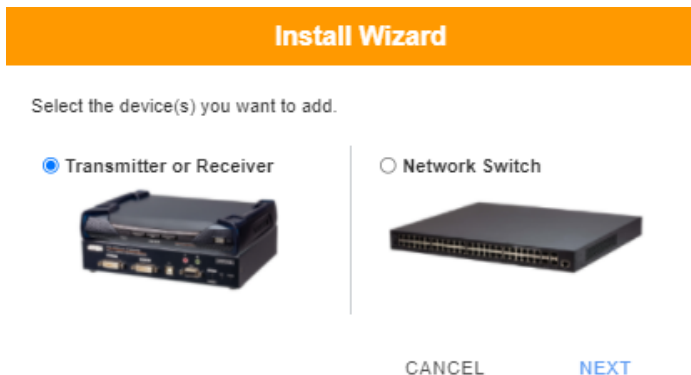 Install Wizard
Select the device(s) you want to add.
Transmitter or Receiver
Network Switch
CANCEL
NEXT